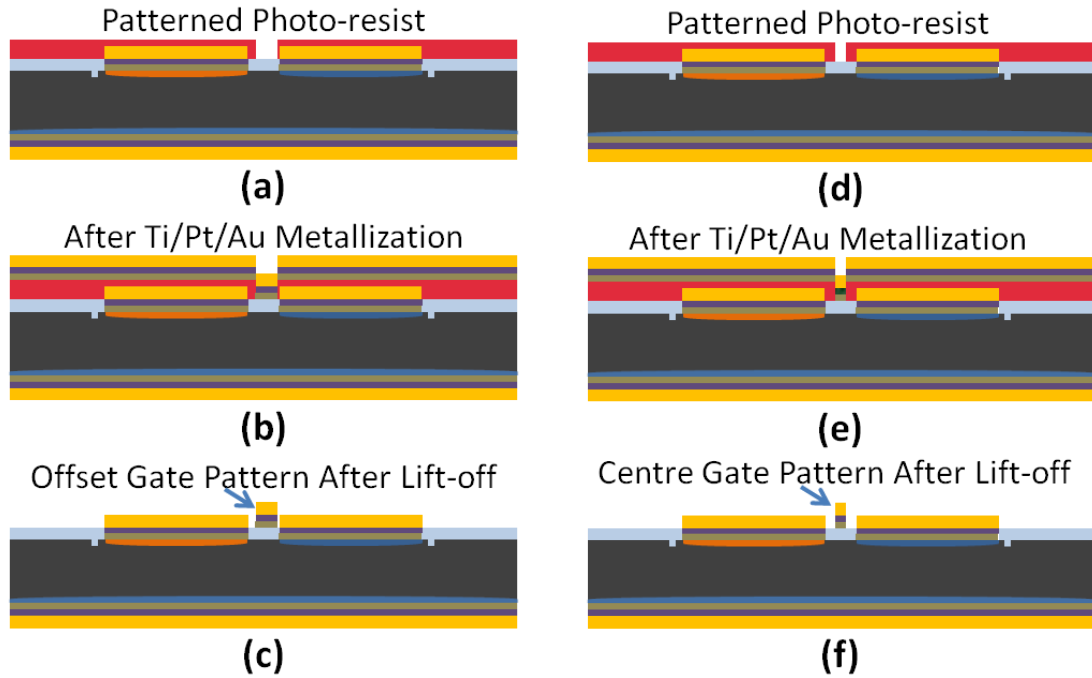 Patterned Photo-resist
(a)
After Ti/Pt/Au Metallization
(b)
Offset Gate Pattern After Lift-off
(c)
Patterned Photo-resist
(d)
After Ti/Pt/Au Metallization
(e)
Centre Gate Pattern After Lift-off
(f)